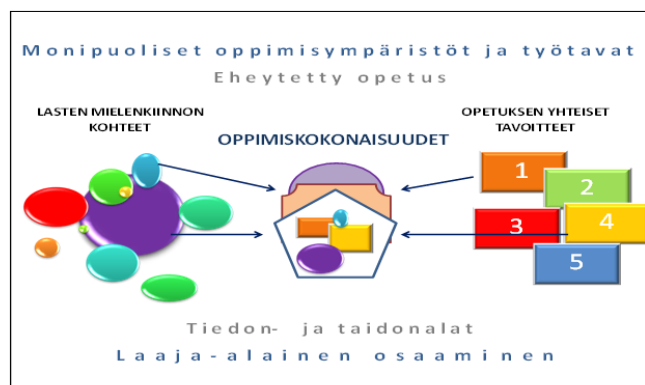 Monipuoliset oppimisympäristöt ja työtavat
Eheytetty opetus
LASTEN MIELENKIINNON
KOHTEET
OPPIMISKOKONAISUUDET
OPETUKSEN YHTEISET
TAVOITTEET
1
2
3
4
5
Tiedon- ja taidonalat
Laaja-alainen osaaminen